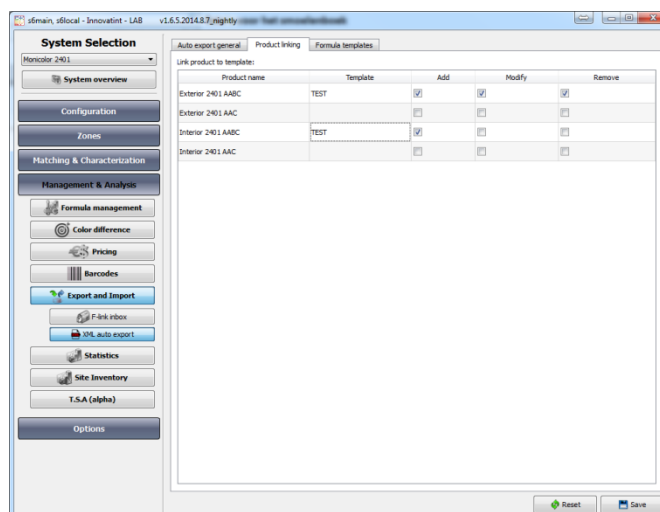 s6main, s6local - Innovatint - LAB v1.6.5.2014.8.7_nightly
System Selection
Monicolor 2401
System overview
Configuration
Zones
Matching & Characterization
Management & Analysis
Formula management
Color difference
Pricing
Barcodes
Export and Import
F-link inbox
XML auto export
Statistics
Site Inventory
T.S.A (alpha)
Options
Auto export general Product linking Formula templates
Link product to template:
Product name Template Add Modify Remove
Exterior 2401 AABC TEST
Exterior 2401 AAC
Interior 2401 AABC TEST
Interior 2401 AAC
Reset Save